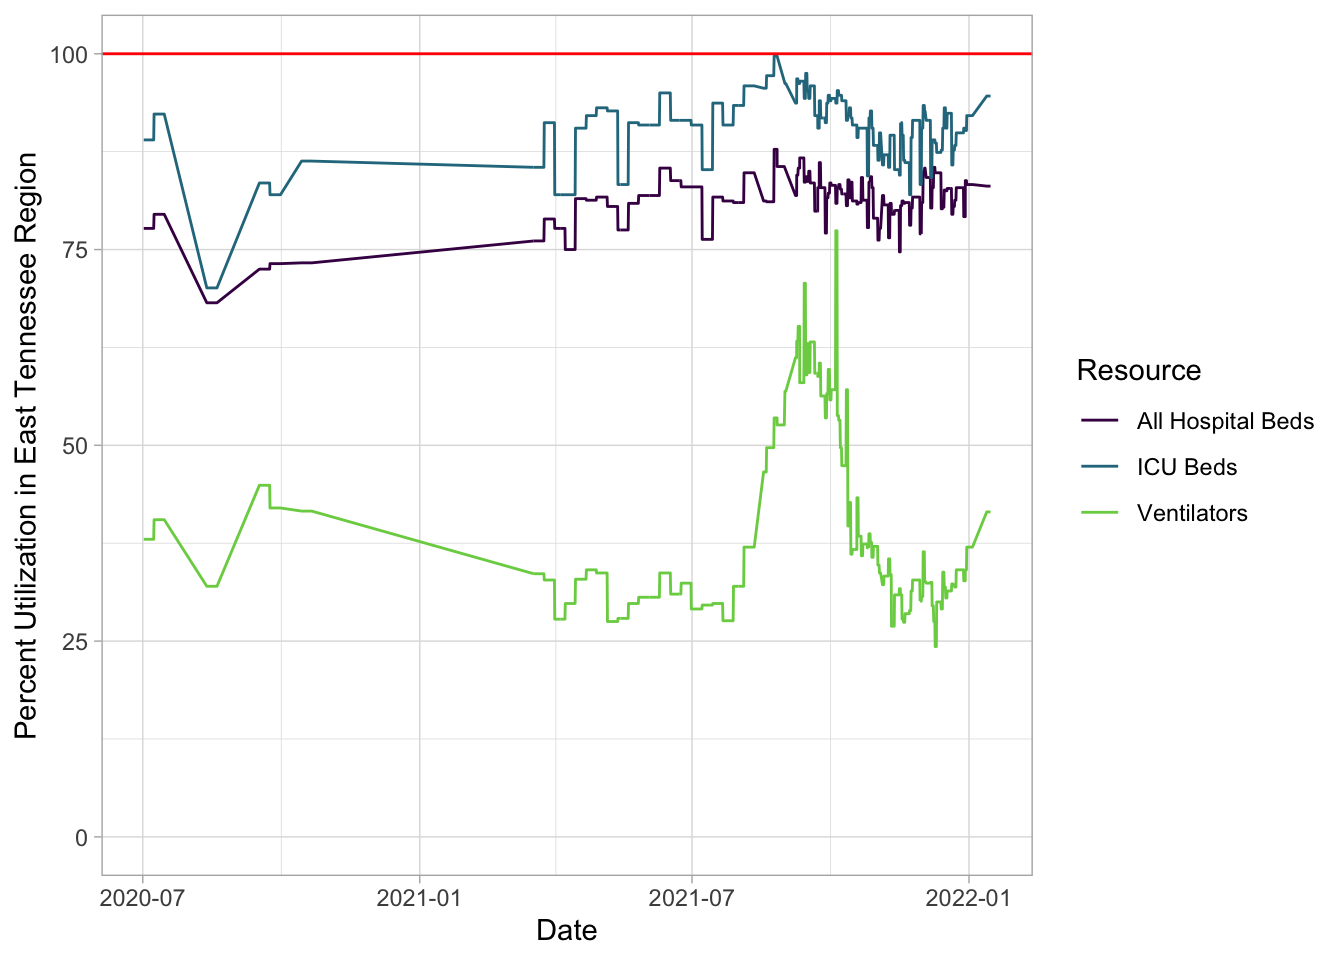 Percent Utilization in East Tennessee Region
100
75
50
25
0
2020-07
2021-01
2021-07
2022-01
Date
Resource
All Hospital Beds
ICU Beds
Ventilators